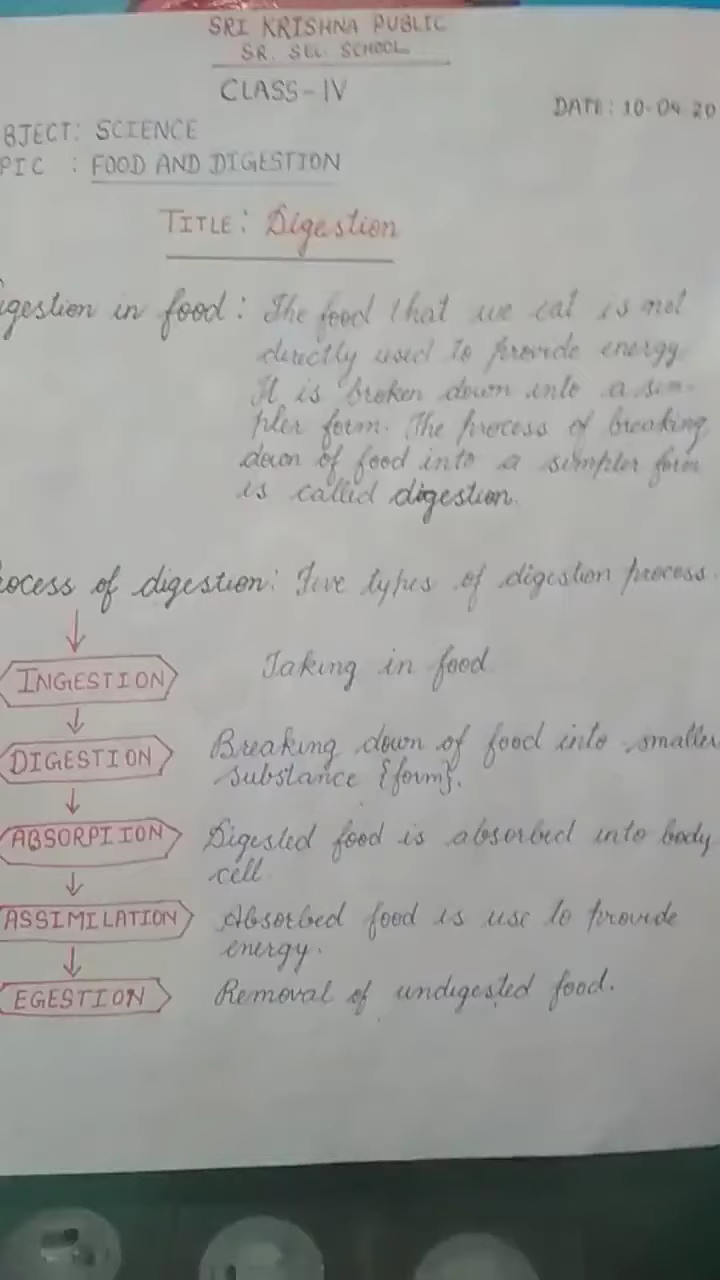 SRI KRISHNA PUBLIC
SR. SEC. SCHOOL
CLASS-IV
DATE: 10-04-20
BJECT: SCIENCE
PIC : FOOD AND DIGESTION
TITLE: Digestion
igestion in food: The food that we eat is not
directly used to provide energy
It is broken down into a sim-
pler form. The process of breaking
down of food into a simpler form
is called digestion.
ocess of digestion: Five types of digestion process.
INGESTION Taking in food
DIGESTION Breaking down of food into smaller
substance {form}.
ABSORPTION Digested food is absorbed into body
cell
ASSIMILATION Absorbed food is use to provide
energy.
EGESTION Removal of undigested food.